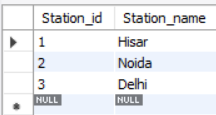 Station_id Station_name
1 Hisar
2 Noida
3 Delhi
NULL NULL